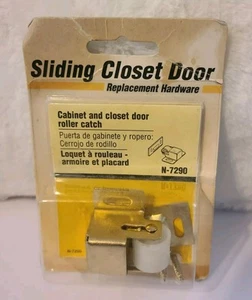 Sliding Closet Door
Replacement Hardware
Cabinet and closet door
roller catch
Puerta de gabinete y ropero:
Cerrojo de rodillo
Loquet à rouleau -
armoire et placard
N-7290